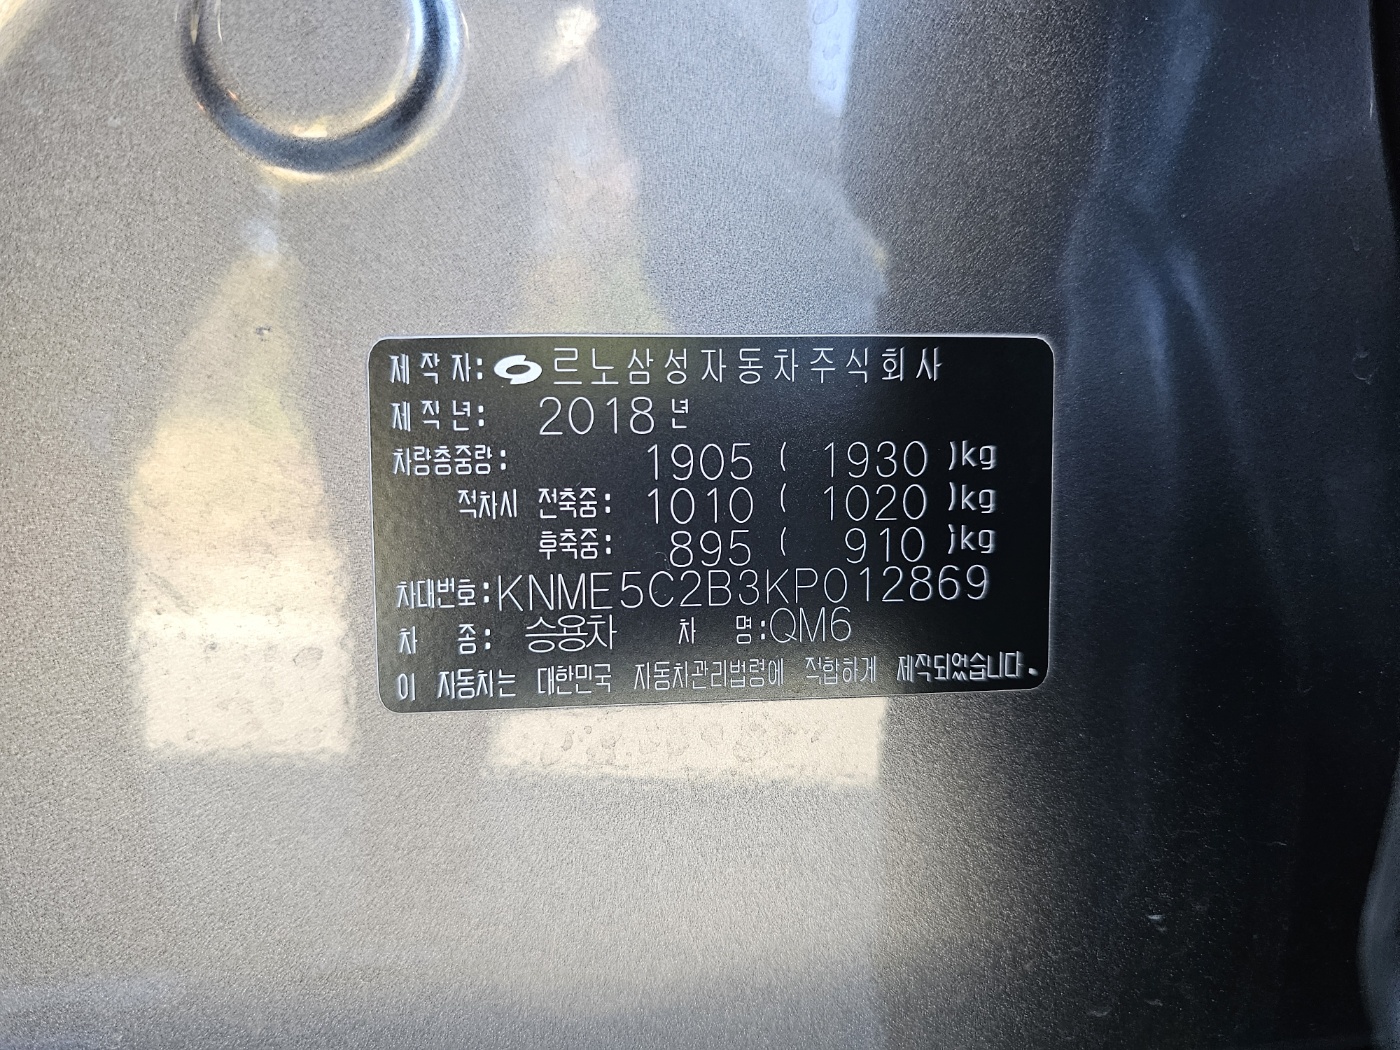 제 작 자: 르노삼성자동차주식회사
제 작 년: 2018년
차량총중량: 1905 ( 1930 )kg
적차시 전축중: 1010 ( 1020 )kg
후축중: 895 ( 910 )kg
차대번호:KNME5C2B3KP012869
차 종: 승용차 차 명:QM6
이 자동차는 대한민국 자동차관리법령에 적합하게 제작되었습니다.